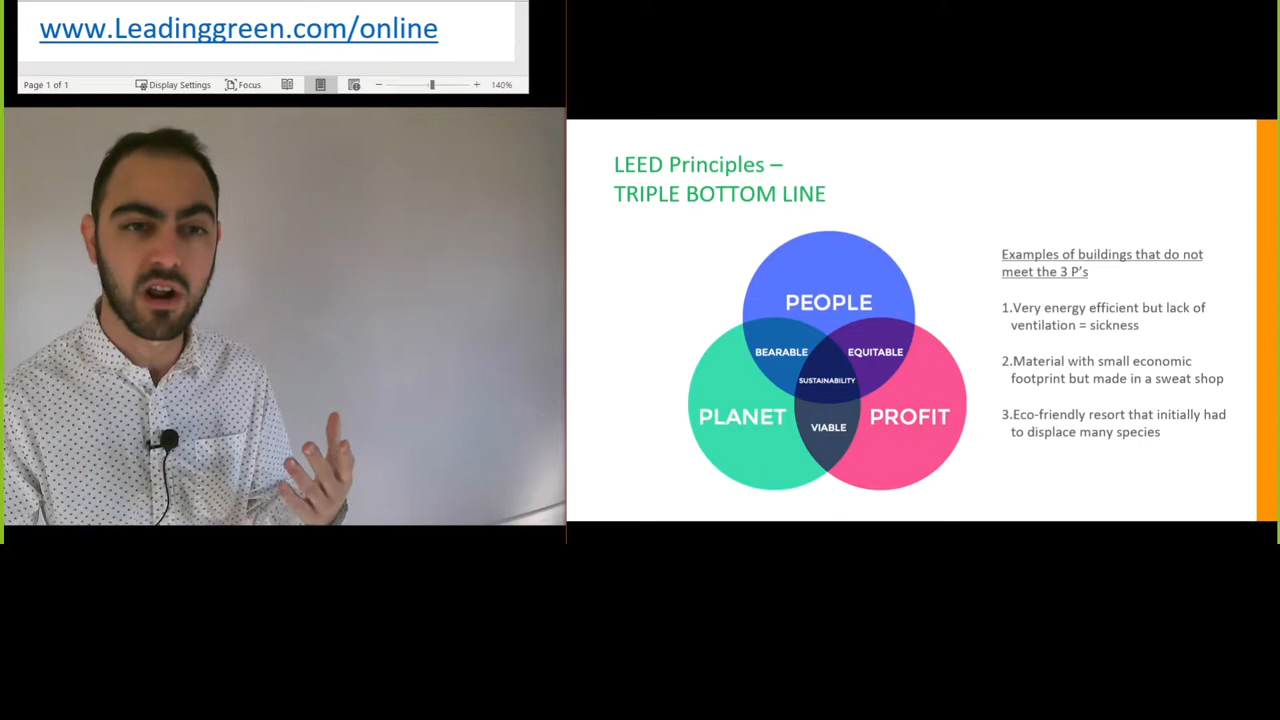 www.Leadinggreen.com/online
Page 1 of 1 Display Settings Focus 140%
LEED Principles –
TRIPLE BOTTOM LINE
PEOPLE
BEARABLE
EQUITABLE
SUSTAINABILITY
PLANET
PROFIT
VIABLE
Examples of buildings that do not
meet the 3 P's
1.Very energy efficient but lack of
ventilation = sickness
2.Material with small economic
footprint but made in a sweat shop
3.Eco-friendly resort that initially had
to displace many species